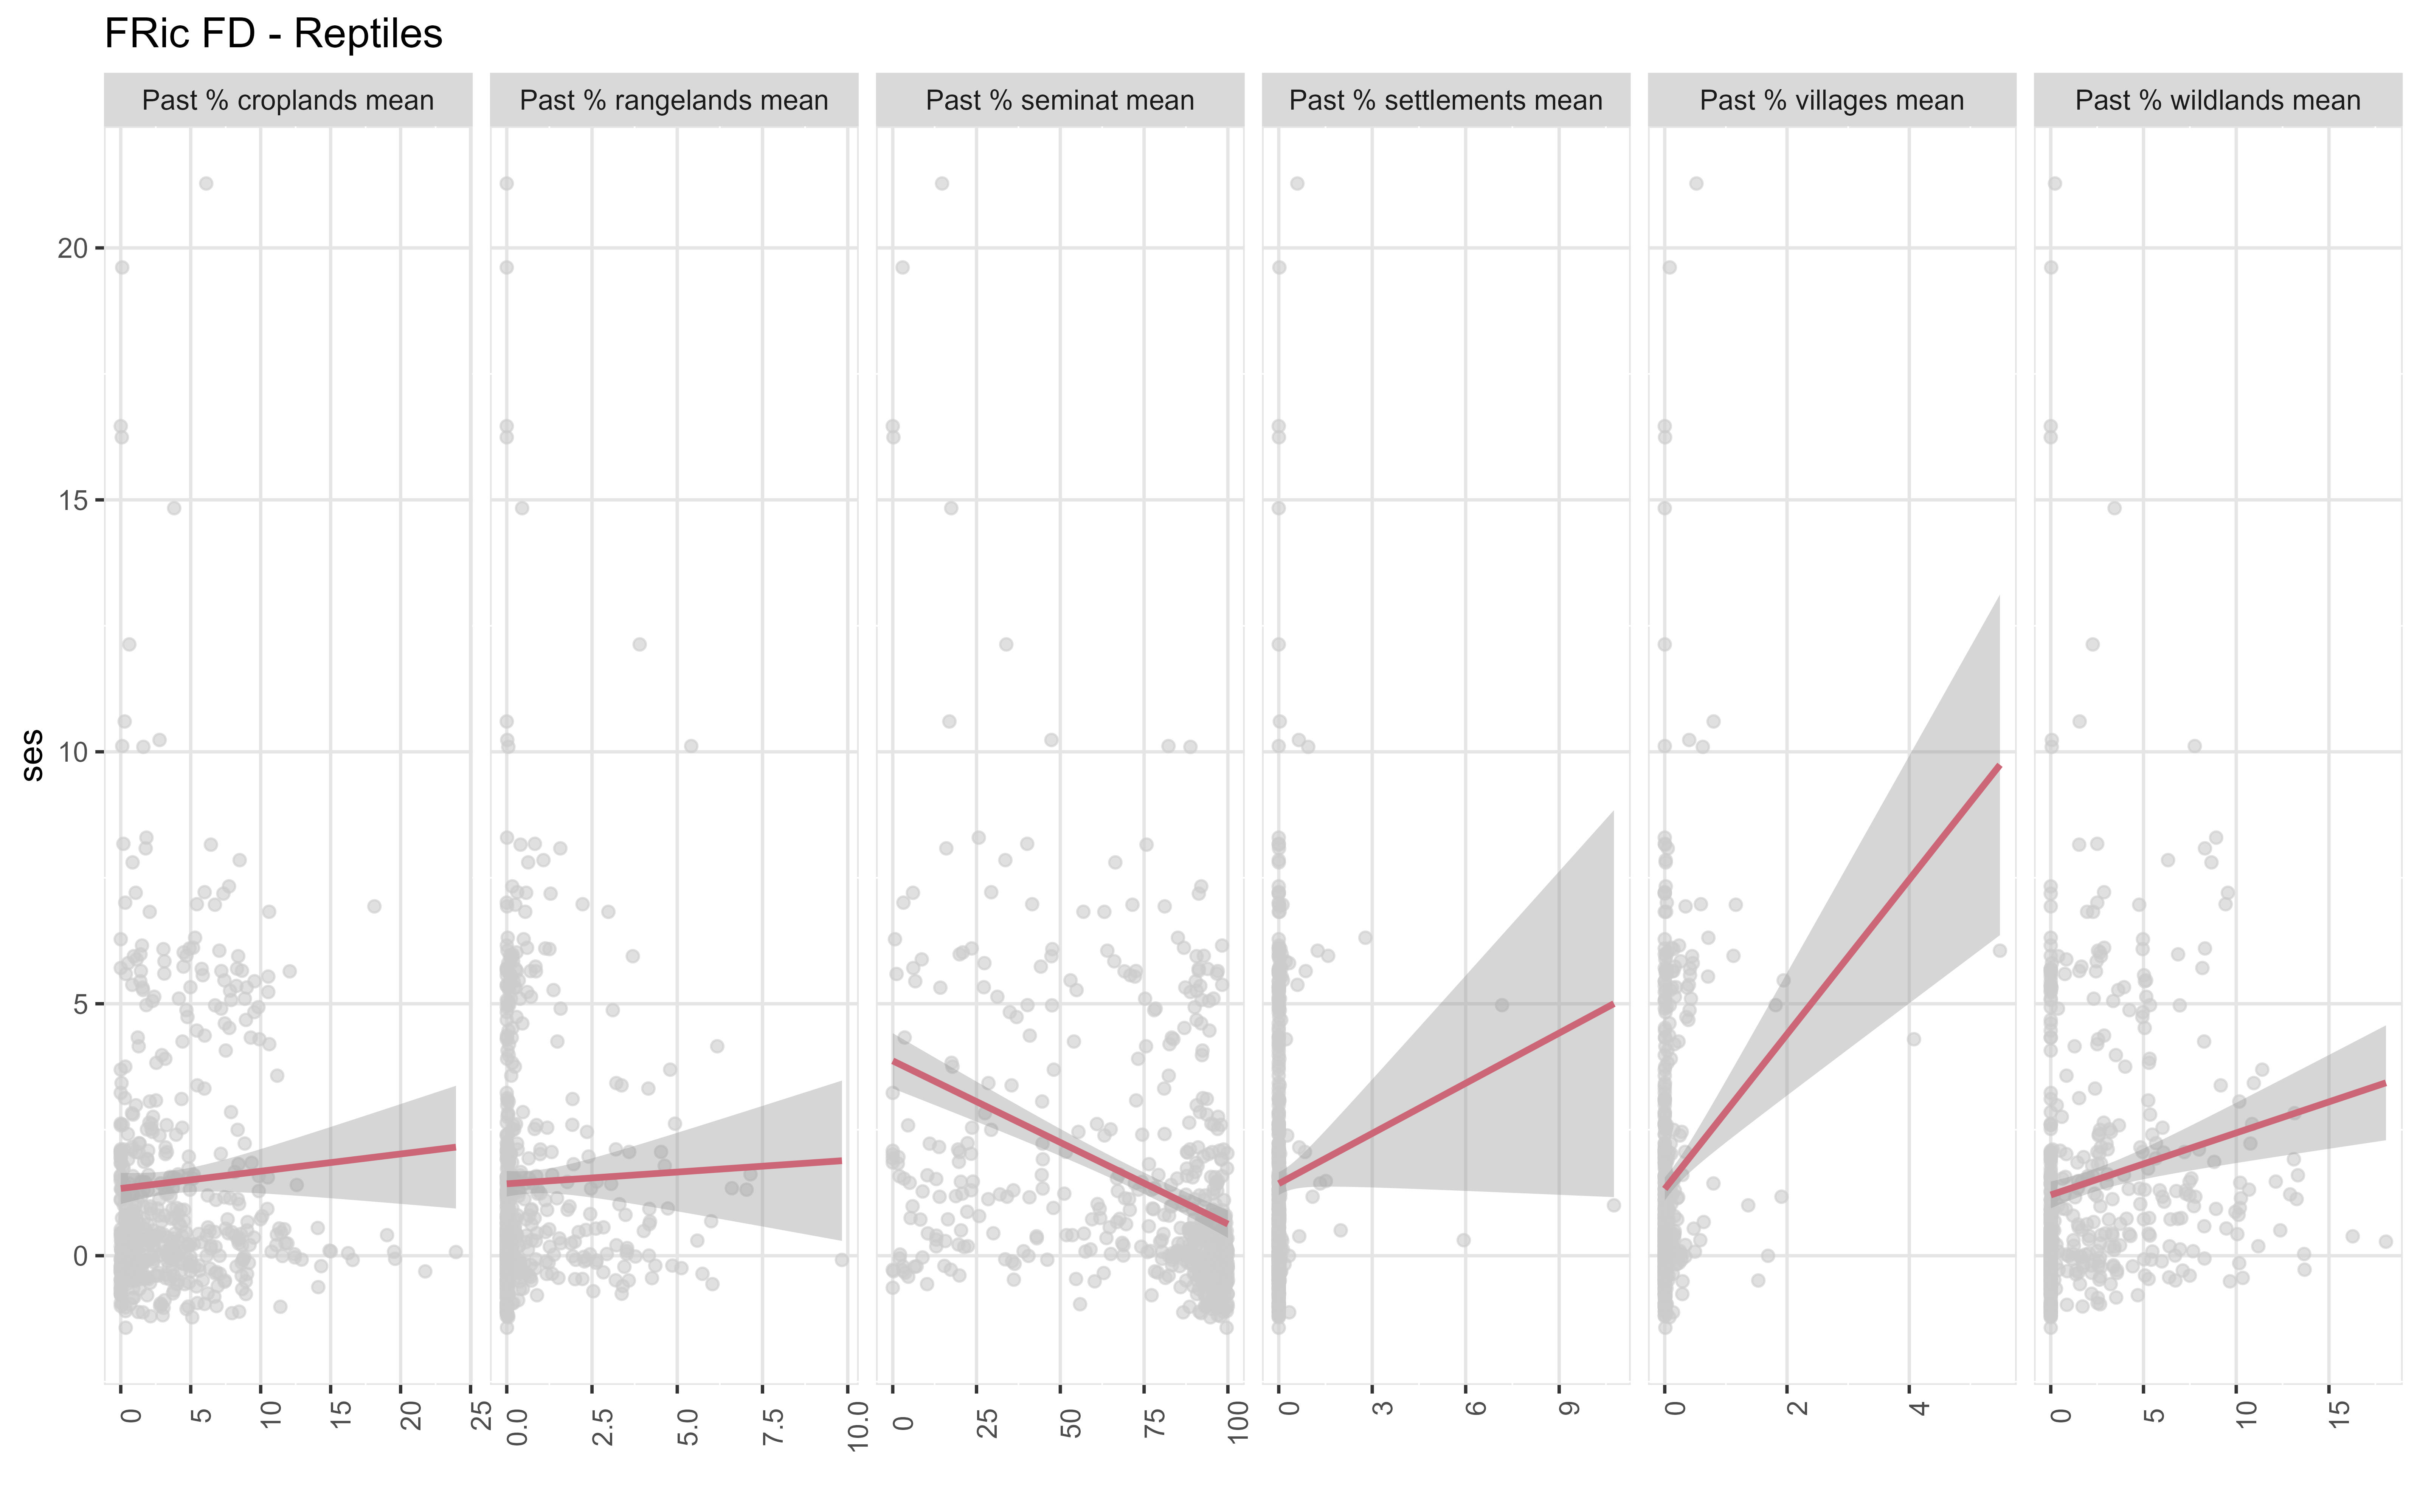 FRic FD - Reptiles
Past % croplands mean
Past % rangelands mean
Past % seminat mean
Past % settlements mean
Past % villages mean
Past % wildlands mean
ses
20
15
10
5
0
0 5 10 15 20 25
0.0 2.5 5.0 7.5 10.0
0 25 50 75 100
0 3 6 9
0 2 4
0 5 10 15